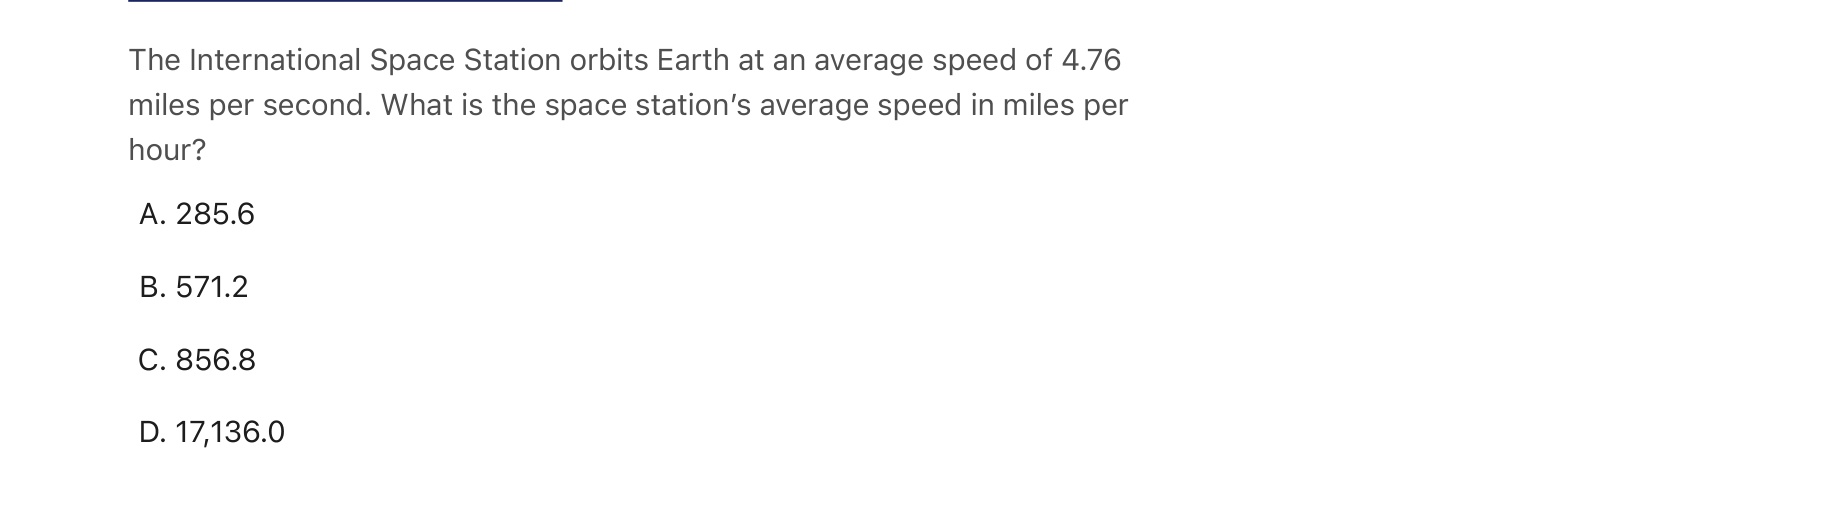 The International Space Station orbits Earth at an average speed of 4.76
miles per second. What is the space station’s average speed in miles per
hour?
A. 285.6
B. 571.2
C. 856.8
D. 17,136.0